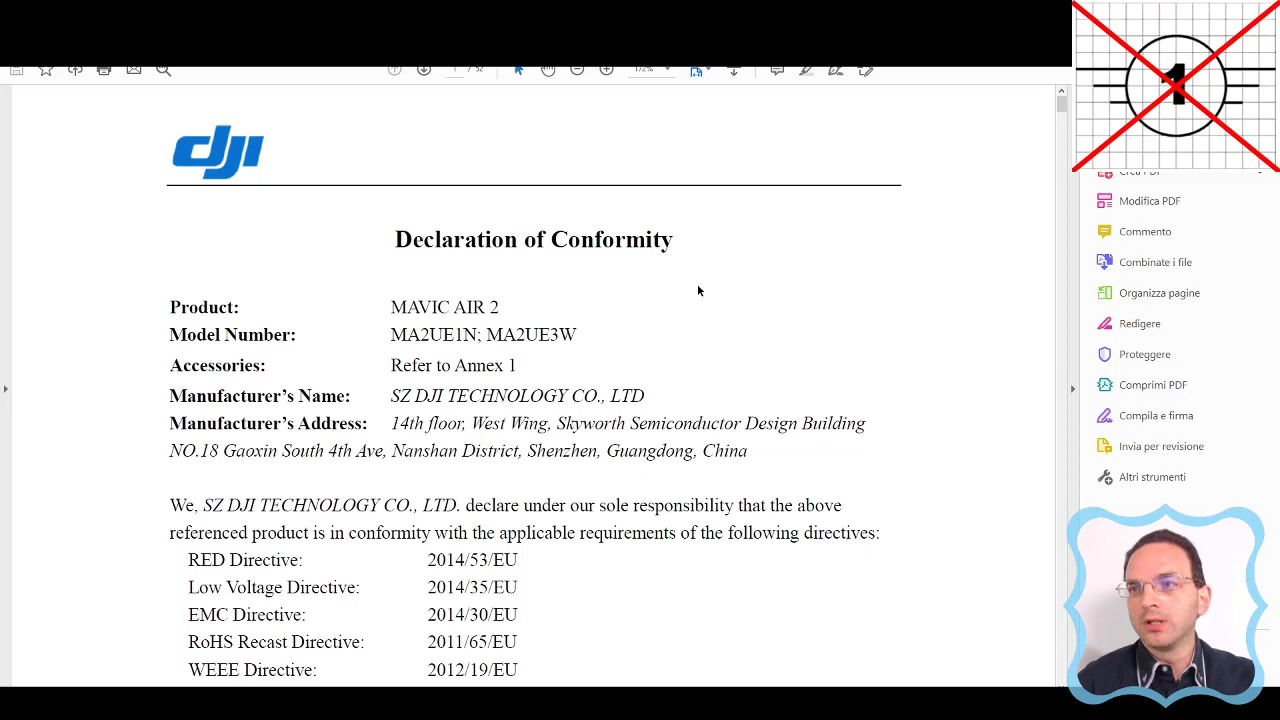 1 / 52
172%
1
dji
Declaration of Conformity
Product: MAVIC AIR 2
Model Number: MA2UE1N; MA2UE3W
Accessories: Refer to Annex 1
Manufacturer’s Name: SZ DJI TECHNOLOGY CO., LTD
Manufacturer’s Address: 14th floor, West Wing, Skyworth Semiconductor Design Building
NO.18 Gaoxin South 4th Ave, Nanshan District, Shenzhen, Guangdong, China
We, SZ DJI TECHNOLOGY CO., LTD. declare under our sole responsibility that the above
referenced product is in conformity with the applicable requirements of the following directives:
RED Directive: 2014/53/EU
Low Voltage Directive: 2014/35/EU
EMC Directive: 2014/30/EU
RoHS Recast Directive: 2011/65/EU
WEEE Directive: 2012/19/EU
Crea PDF
Modifica PDF
Commento
Combinate i file
Organizza pagine
Redigere
Proteggere
Comprimi PDF
Compila e firma
Invia per revisione
Altri strumenti